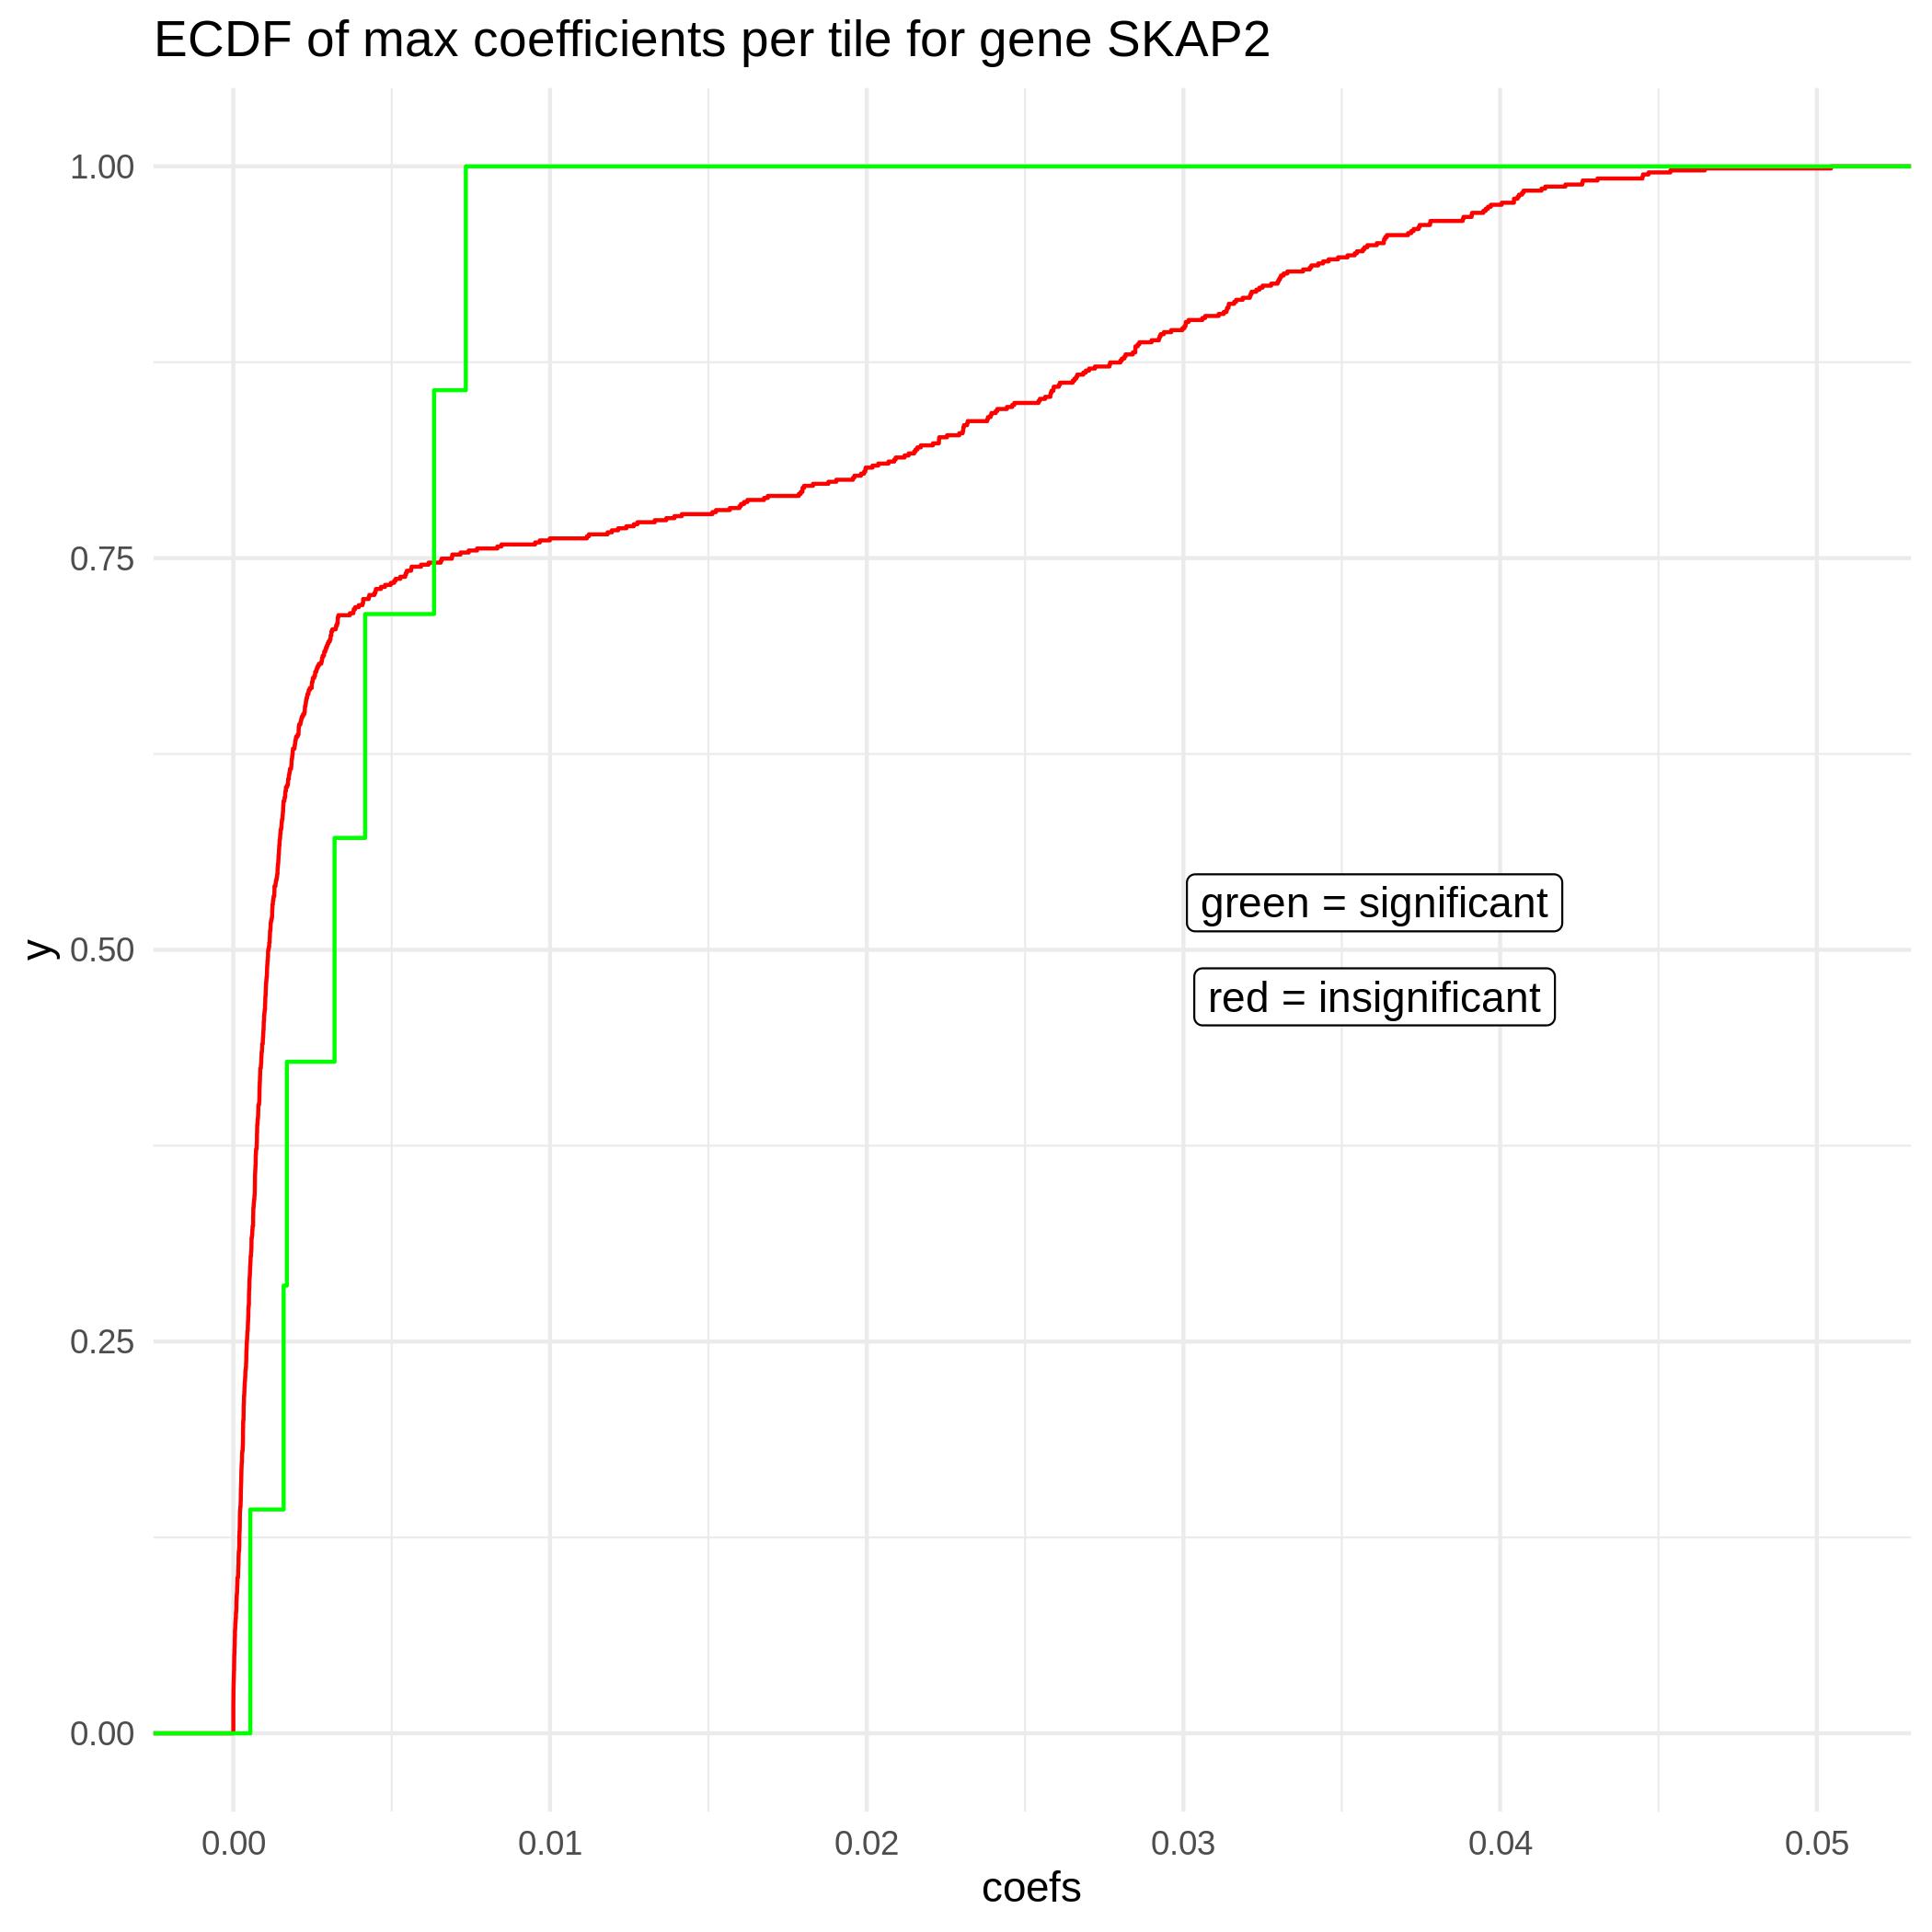 ECDF of max coefficients per tile for gene SKAP2
1.00
0.75
0.50
0.25
0.00
y
green = significant
red = insignificant
0.00 0.01 0.02 0.03 0.04 0.05
coefs